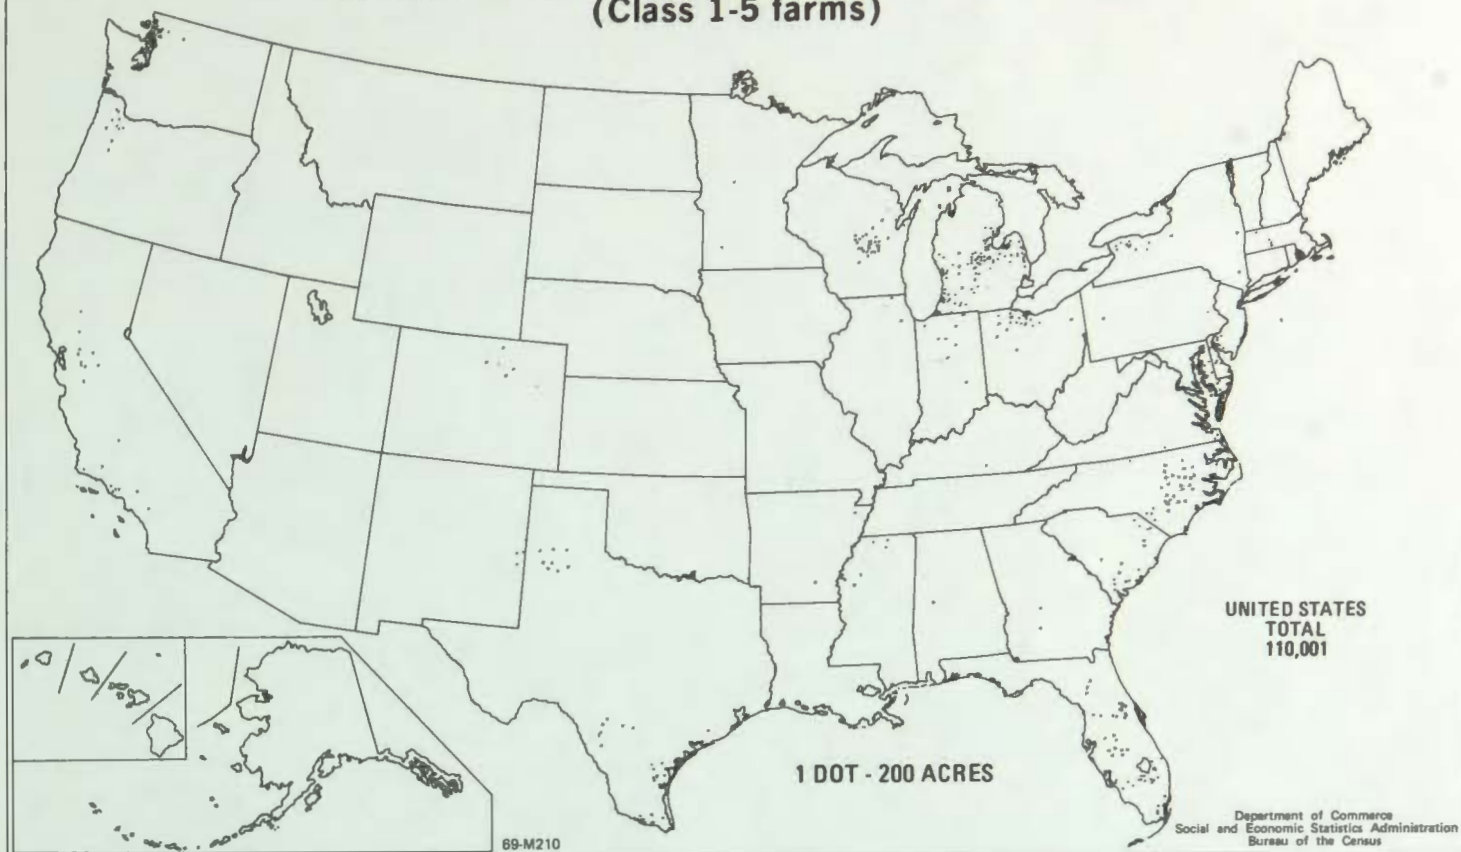 (Class 1-5 farms)
UNITED STATES
TOTAL
110,001
1 DOT - 200 ACRES
Department of Commerce
Social and Economic Statistics Administration
Bureau of the Census
69-M210